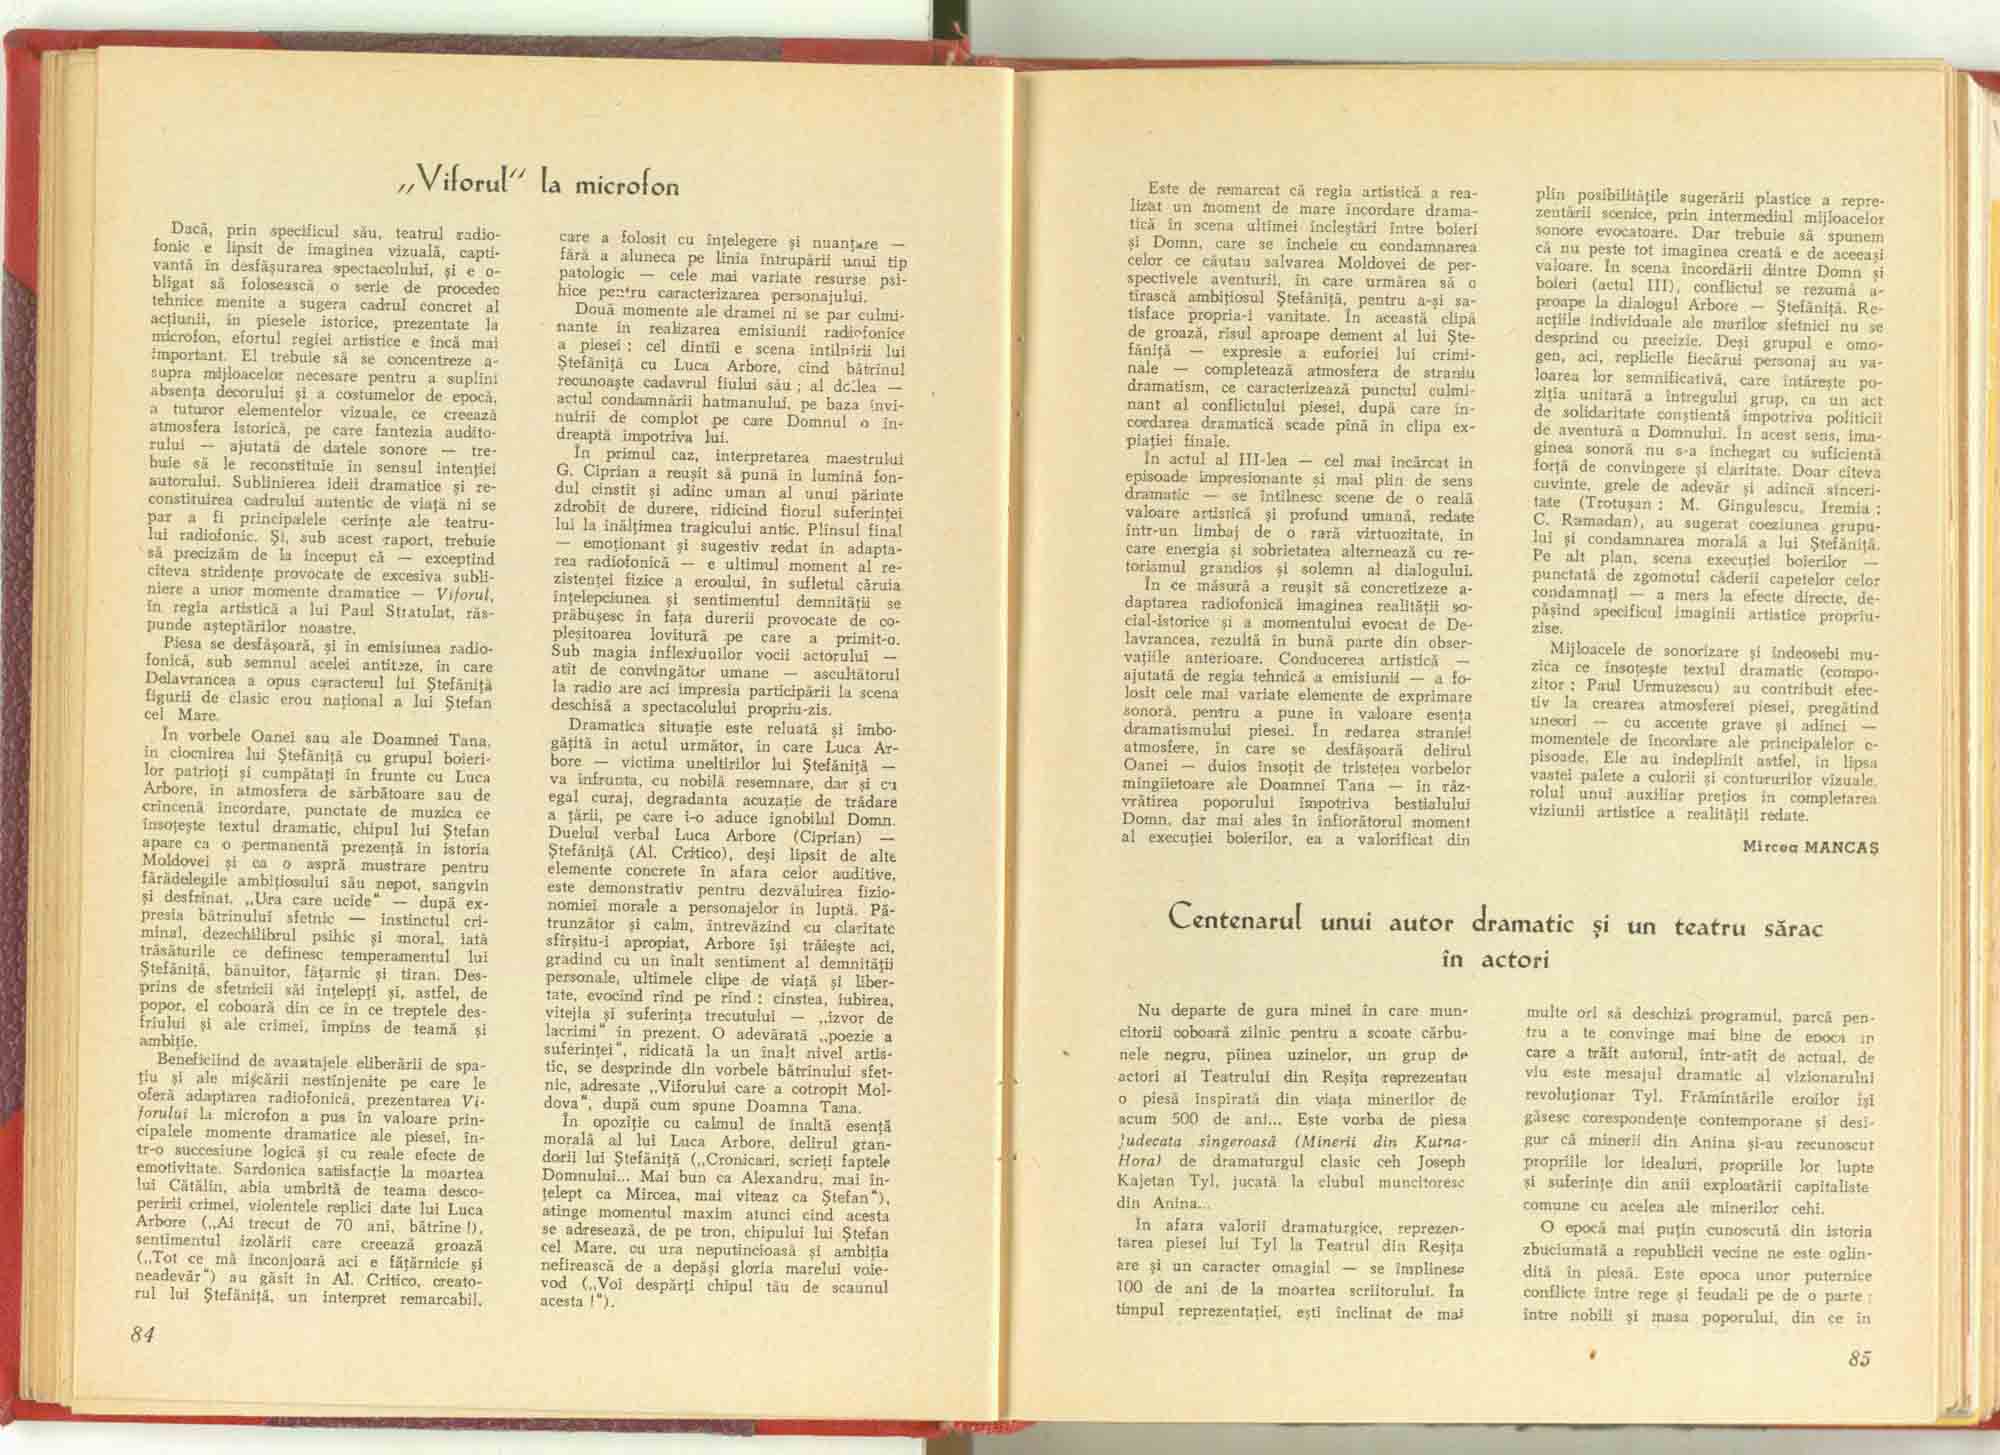 „Viforul“ la microfon
Dacă, prin specificul său, teatrul radio-
fonic e lipsit de imaginea vizuală, capti-
vantă în desfășurarea spectacolului, și e o-
bligat să folosească o serie de procedee
tehnice menite a sugera cadrul concret al
acțiunii, în piesele istorice, prezentate la
microfon, efortul regiei artistice e încă mai
important. El trebuie să se concentreze a-
supra mijloacelor necesare pentru a suplini
absența decorului și a costumelor de epocă,
a tuturor elementelor vizuale, ce creează
atmosfera istorică, pe care fantezia audito-
rului — ajutată de datele sonore — tre-
buie să le reconstituie în sensul intenției
autorului. Sublinierea ideii dramatice și re-
constituirea cadrului autentic de viață ni se
par a fi principalele cerințe ale teatru-
lui radiofonic. Și, sub acest raport, trebuie
să precizăm de la început că — exceptînd
cîteva stridențe provocate de excesiva subli-
niere a unor momente dramatice — Viforul,
în regia artistică a lui Paul Stratulat, răs-
punde așteptărilor noastre.
Piesa se desfășoară, și în emisiunea radio-
fonică, sub semnul acelei antiteze, în care
Delavrancea a opus caracterul lui Ștefăniță
figurii de clasic erou național a lui Ștefan
cel Mare.
În vorbele Oanei sau ale Doamnei Tana,
în ciocnirea lui Ștefăniță cu grupul boieri-
lor patrioți și cumpătați în frunte cu Luca
Arbore, în atmosfera de sărbătoare sau de
crîncenă încordare, punctate de muzica ce
însoțește textul dramatic, chipul lui Ștefan
apare ca o permanentă prezență în istoria
Moldovei și ca o aspră mustrare pentru
fărădelegile ambițiosului său nepot, sangvin
și desfrînat. „Ura care ucide“ — după ex-
presia bătrînului sfetnic — instinctul cri-
minal, dezechilibrul psihic și moral, iată
trăsăturile ce definesc temperamentul lui
Ștefăniță, bănuitor, fățarnic și tiran. Des-
prins de sfetnicii săi înțelepți și, astfel, de
popor, el coboară din ce în ce treptele des-
frîului și ale crimei, împins de teamă și
ambiție.
Beneficiind de avantajele eliberării de spa-
țiu și ale mișcării nestînjenite pe care le
oferă adaptarea radiofonică, prezentarea Vi-
forului la microfon a pus în valoare prin-
cipalele momente dramatice ale piesei, în-
tr-o succesiune logică și cu reale efecte de
emotivitate. Sardonica satisfacție la moartea
lui Cătălin, abia umbrită de teama desco-
peririi crimei, violentele replici date lui Luca
Arbore („Ai trecut de 70 ani, bătrîne !),
sentimentul izolării care creează groază
(„Tot ce mă înconjoară aci e fățărnicie și
neadevăr“) au găsit în Al. Critico, creato-
rul lui Ștefăniță, un interpret remarcabil,
care a folosit cu înțelegere și nuanțare —
fără a aluneca pe linia întrupării unui tip
patologic — cele mai variate resurse psi-
hice pentru caracterizarea personajului.
Două momente ale dramei ni se par culmi-
nante în realizarea emisiunii radiofonice
a piesei : cel dintîi e scena întîlnirii lui
Ștefăniță cu Luca Arbore, cînd bătrînul
recunoaște cadavrul fiului său ; al doilea —
actul condamnării hatmanului, pe baza învi-
nuirii de complot pe care Domnul o în-
dreaptă împotriva lui.
În primul caz, interpretarea maestrului
G. Ciprian a reușit să pună în lumină fon-
dul cinstit și adînc uman al unui părinte
zdrobit de durere, ridicînd fiorul suferinței
lui la înălțimea tragicului antic. Plînsul final
— emoționant și sugestiv redat în adapta-
rea radiofonică — e ultimul moment al re-
zistenței fizice a eroului, în sufletul căruia
înțelepciunea și sentimentul demnității se
prăbușesc în fața durerii provocate de co-
pleșitoarea lovitură pe care a primit-o.
Sub magia inflexiunilor vocii actorului —
atît de convingător umane — ascultătorul
la radio are aci impresia participării la scena
deschisă a spectacolului propriu-zis.
Dramatica situație este reluată și îmbo-
gățită în actul următor, în care Luca Ar-
bore — victima uneltirilor lui Ștefăniță —
va înfrunta, cu nobilă resemnare, dar și cu
egal curaj, degradanta acuzație de trădare
a țării, pe care i-o aduce ignobilul Domn.
Duelul verbal Luca Arbore (Ciprian) —
Ștefăniță (Al. Critico), deși lipsit de alte
elemente concrete în afara celor auditive,
este demonstrativ pentru dezvăluirea fizio-
nomiei morale a personajelor în luptă. Pă-
trunzător și calm, întrevăzînd cu claritate
sfîrșitu-i apropiat, Arbore își trăiește aci,
gradînd cu un înalt sentiment al demnității
personale, ultimele clipe de viață și liber-
tate, evocînd rînd pe rînd : cinstea, iubirea,
vitejia și suferința trecutului — „izvor de
lacrimi“ în prezent. O adevărată „poezie a
suferinței“, ridicată la un înalt nivel artis-
tic, se desprinde din vorbele bătrînului sfet-
nic, adresate „Viforului care a cotropit Mol-
dova“, după cum spune Doamna Tana.
În opoziție cu calmul de înaltă esență
morală al lui Luca Arbore, delirul gran-
dorii lui Ștefăniță („Cronicari, scrieți faptele
Domnului... Mai bun ca Alexandru, mai în-
țelept ca Mircea, mai viteaz ca Ștefan“),
atinge momentul maxim atunci cînd acesta
se adresează, de pe tron, chipului lui Ștefan
cel Mare, cu ura neputincioasă și ambiția
nefirească de a depăși gloria marelui voie-
vod („Voi despărți chipul tău de scaunul
acesta !“).
84
Este de remarcat că regia artistică a rea-
lizat un moment de mare încordare drama-
tică în scena ultimei încleștări între boieri
și Domn, care se încheie cu condamnarea
celor ce căutau salvarea Moldovei de per-
spectivele aventurii, în care urmărea să o
tîrască ambițiosul Ștefăniță, pentru a-și sa-
tisface propria-i vanitate. În această clipă
de groază, rîsul aproape dement al lui Ște-
făniță — expresie a euforiei lui crimi-
nale — completează atmosfera de straniu
dramatism, ce caracterizează punctul culmi-
nant al conflictului piesei, după care în-
cordarea dramatică scade pînă în clipa ex-
piației finale.
În actul al III-lea — cel mai încărcat în
episoade impresionante și mai plin de sens
dramatic — se întîlnesc scene de o reală
valoare artistică și profund umană, redate
într-un limbaj de o rară virtuozitate, în
care energia și sobrietatea alternează cu re-
torismul grandios și solemn al dialogului.
În ce măsură a reușit să concretizeze a-
daptarea radiofonică imaginea realității so-
cial-istorice și a momentului evocat de De-
lavrancea, rezultă în bună parte din obser-
vațiile anterioare. Conducerea artistică —
ajutată de regia tehnică a emisiunii — a fo-
losit cele mai variate elemente de exprimare
sonoră, pentru a pune în valoare esența
dramatismului piesei. În redarea straniei
atmosfere, în care se desfășoară delirul
Oanei — duios însoțit de tristețea vorbelor
mîngîietoare ale Doamnei Tana — în răz-
vrătirea poporului împotriva bestialului
Domn, dar mai ales în înfiorătorul moment
al execuției boierilor, ea a valorificat din
plin posibilitățile sugerării plastice a repre-
zentării scenice, prin intermediul mijloacelor
sonore evocatoare. Dar trebuie să spunem
că nu peste tot imaginea creată e de aceeași
valoare. În scena încordării dintre Domn și
boieri (actul III), conflictul se rezumă a-
proape la dialogul Arbore — Ștefăniță. Re-
acțiile individuale ale marilor sfetnici nu se
desprind cu precizie. Deși grupul e omo-
gen, aci, replicile fiecărui personaj au va-
loarea lor semnificativă, care întărește po-
ziția unitară a întregului grup, ca un act
de solidaritate conștientă împotriva politicii
de aventură a Domnului. În acest sens, ima-
ginea sonoră nu s-a închegat cu suficientă
forță de convingere și claritate. Doar cîteva
cuvinte, grele de adevăr și adîncă sinceri-
tate (Trotușan : M. Gingulescu, Iremia :
C. Ramadan), au sugerat coeziunea grupu-
lui și condamnarea morală a lui Ștefăniță.
Pe alt plan, scena execuției boierilor —
punctată de zgomotul căderii capetelor celor
condamnați — a mers la efecte directe, de-
pășind specificul imaginii artistice propriu-
zise.
Mijloacele de sonorizare și îndeosebi mu-
zica ce însoțește textul dramatic (compo-
zitor : Paul Urmuzescu) au contribuit efec-
tiv la crearea atmosferei piesei, pregătind
uneori — cu accente grave și adînci —
momentele de încordare ale principalelor e-
pisoade. Ele au îndeplinit astfel, în lipsa
vastei palete a culorii și contururilor vizuale,
rolul unui auxiliar prețios în completarea
viziunii artistice a realității redate.
Mircea MANCAȘ
Centenarul unui autor dramatic și un teatru sărac
în actori
Nu departe de gura minei în care mun-
citorii coboară zilnic pentru a scoate cărbu-
nele negru, pîinea uzinelor, un grup de
actori ai Teatrului din Reșița reprezentau
o piesă inspirată din viața minerilor de
acum 500 de ani... Este vorba de piesa
Judecata sîngeroasă (Minerii din Kutna-
Hora) de dramaturgul clasic ceh Joseph
Kajetan Tyl, jucată la clubul muncitoresc
din Anina...
În afara valorii dramaturgice, reprezen-
tarea piesei lui Tyl la Teatrul din Reșița
are și un caracter omagial — se împlinesc
100 de ani de la moartea scriitorului. În
timpul reprezentației, ești înclinat de mai
multe ori să deschizi programul, parcă pen-
tru a te convinge mai bine de epoca în
care a trăit autorul, într-atît de actual, de
viu este mesajul dramatic al vizionarului
revoluționar Tyl. Frămîntările eroilor își
găsesc corespondențe contemporane și desi-
gur că minerii din Anina și-au recunoscut
propriile lor idealuri, propriile lor lupte
și suferințe din anii exploatării capitaliste
comune cu acelea ale minerilor cehi.
O epocă mai puțin cunoscută din istoria
zbuciumată a republicii vecine ne este oglin-
dită în piesă. Este epoca unor puternice
conflicte între rege și feudali pe de o parte ;
între nobili și masa poporului, din ce în
85